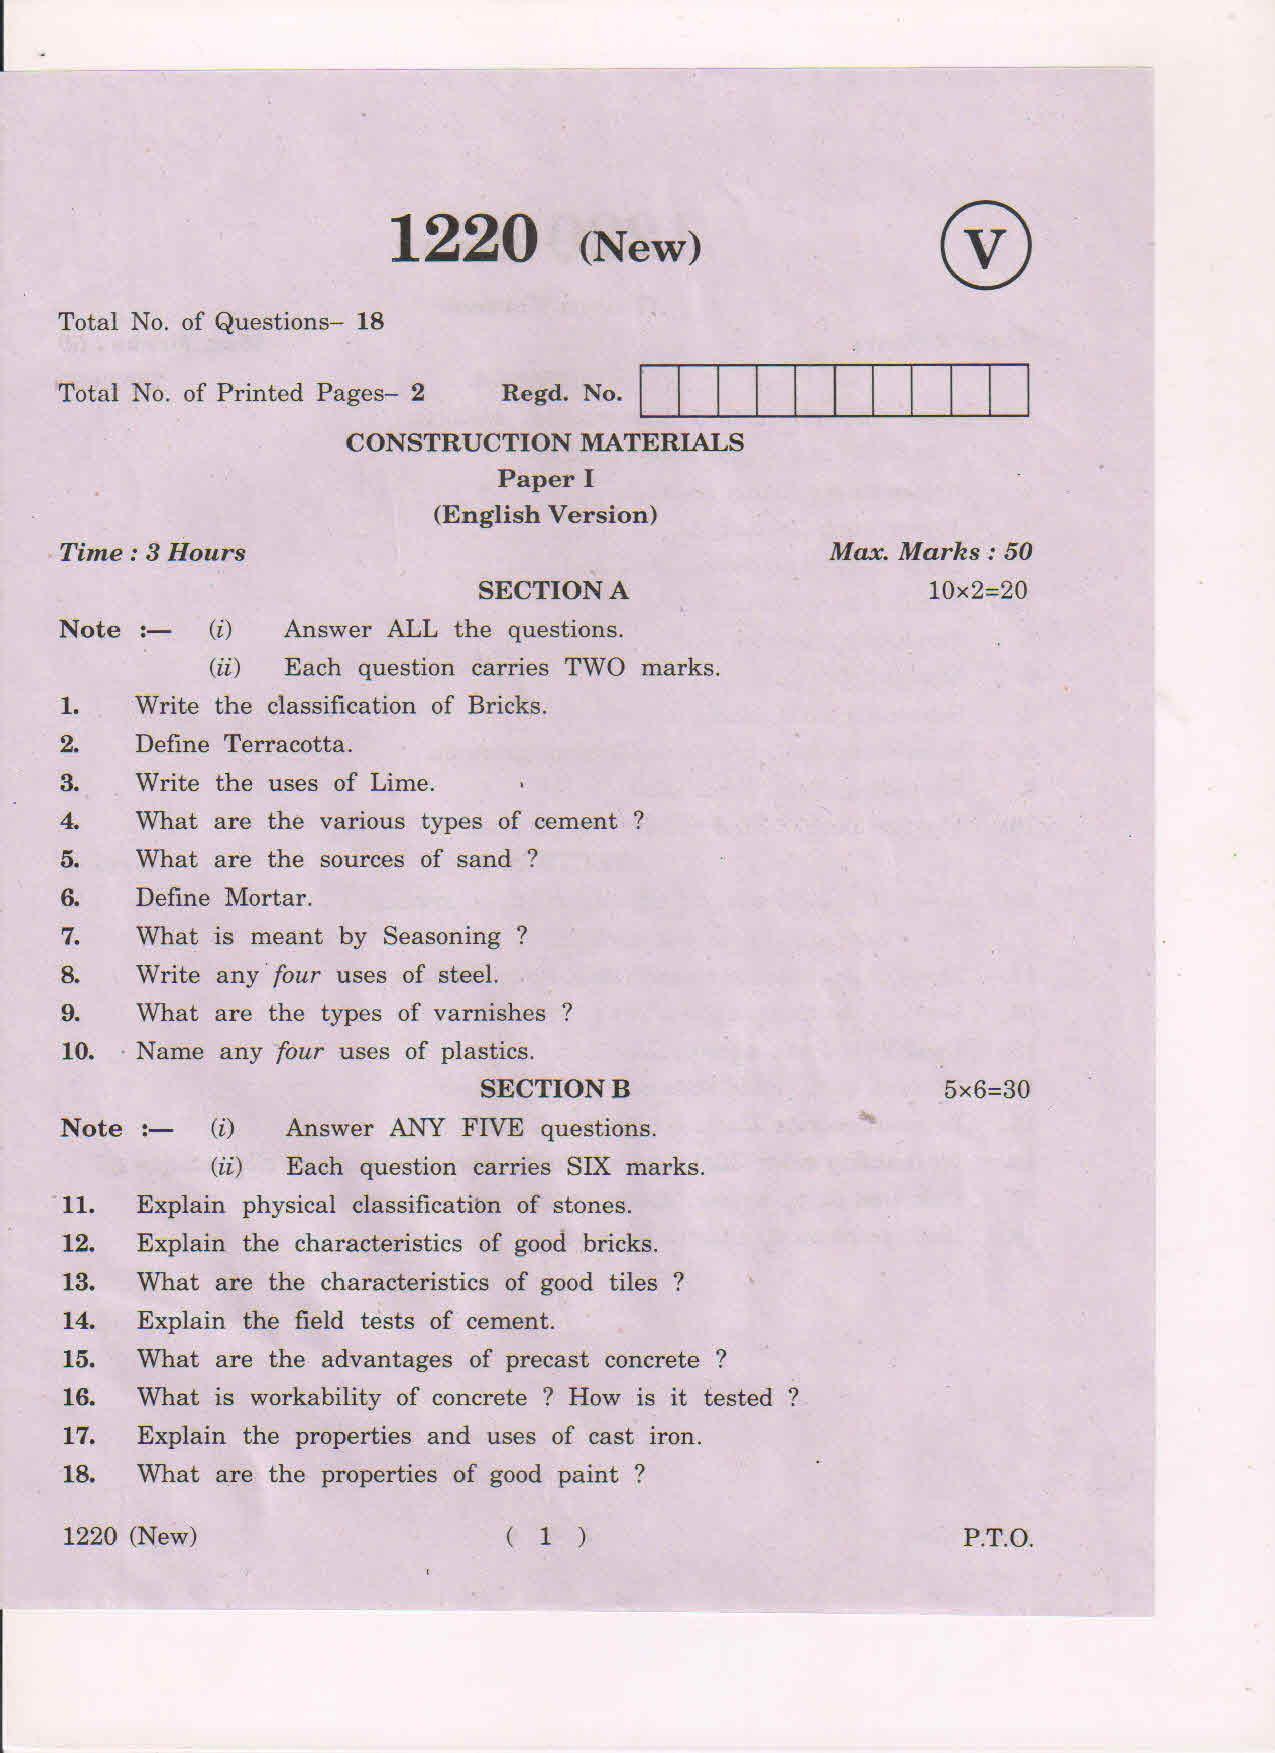 1220 (New)
V
Total No. of Questions– 18
Total No. of Printed Pages– 2 Regd. No.
CONSTRUCTION MATERIALS
Paper I
(English Version)
Time : 3 Hours Max. Marks : 50
SECTION A 10×2=20
Note :— (i) Answer ALL the questions.
(ii) Each question carries TWO marks.
1. Write the classification of Bricks.
2. Define Terracotta.
3. Write the uses of Lime.
4. What are the various types of cement ?
5. What are the sources of sand ?
6. Define Mortar.
7. What is meant by Seasoning ?
8. Write any four uses of steel.
9. What are the types of varnishes ?
10. Name any four uses of plastics.
SECTION B 5×6=30
Note :— (i) Answer ANY FIVE questions.
(ii) Each question carries SIX marks.
11. Explain physical classification of stones.
12. Explain the characteristics of good bricks.
13. What are the characteristics of good tiles ?
14. Explain the field tests of cement.
15. What are the advantages of precast concrete ?
16. What is workability of concrete ? How is it tested ?
17. Explain the properties and uses of cast iron.
18. What are the properties of good paint ?
1220 (New) ( 1 ) P.T.O.